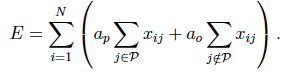 E = \sum_{i=1}^{N} \left( a_p \sum_{j \in \mathcal{P}} x_{ij} + a_o \sum_{j \notin \mathcal{P}} x_{ij} \right).